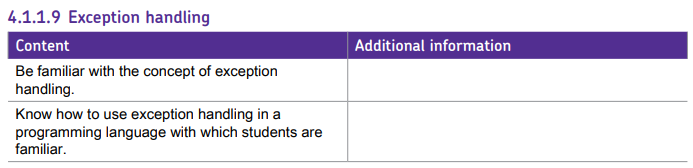 4.1.1.9 Exception handling
Content
Additional information
Be familiar with the concept of exception
handling.
Know how to use exception handling in a
programming language with which students are
familiar.